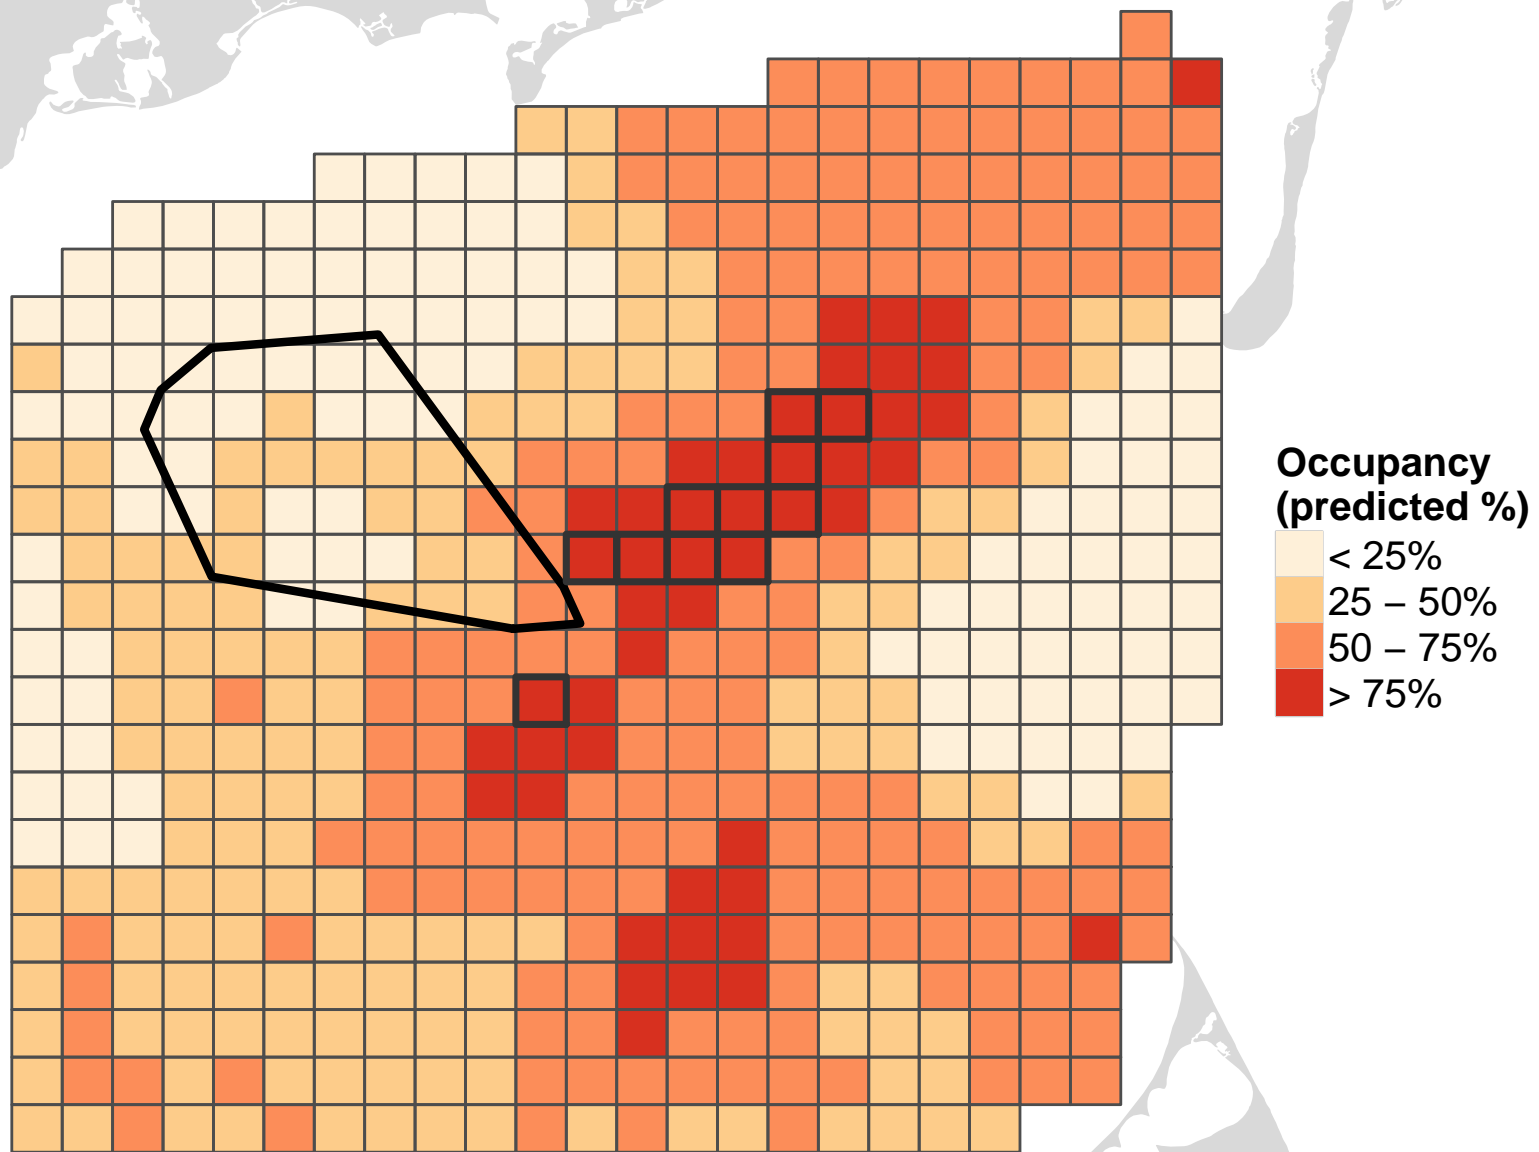 Occupancy
(predicted %)
< 25%
25 – 50%
50 – 75%
> 75%